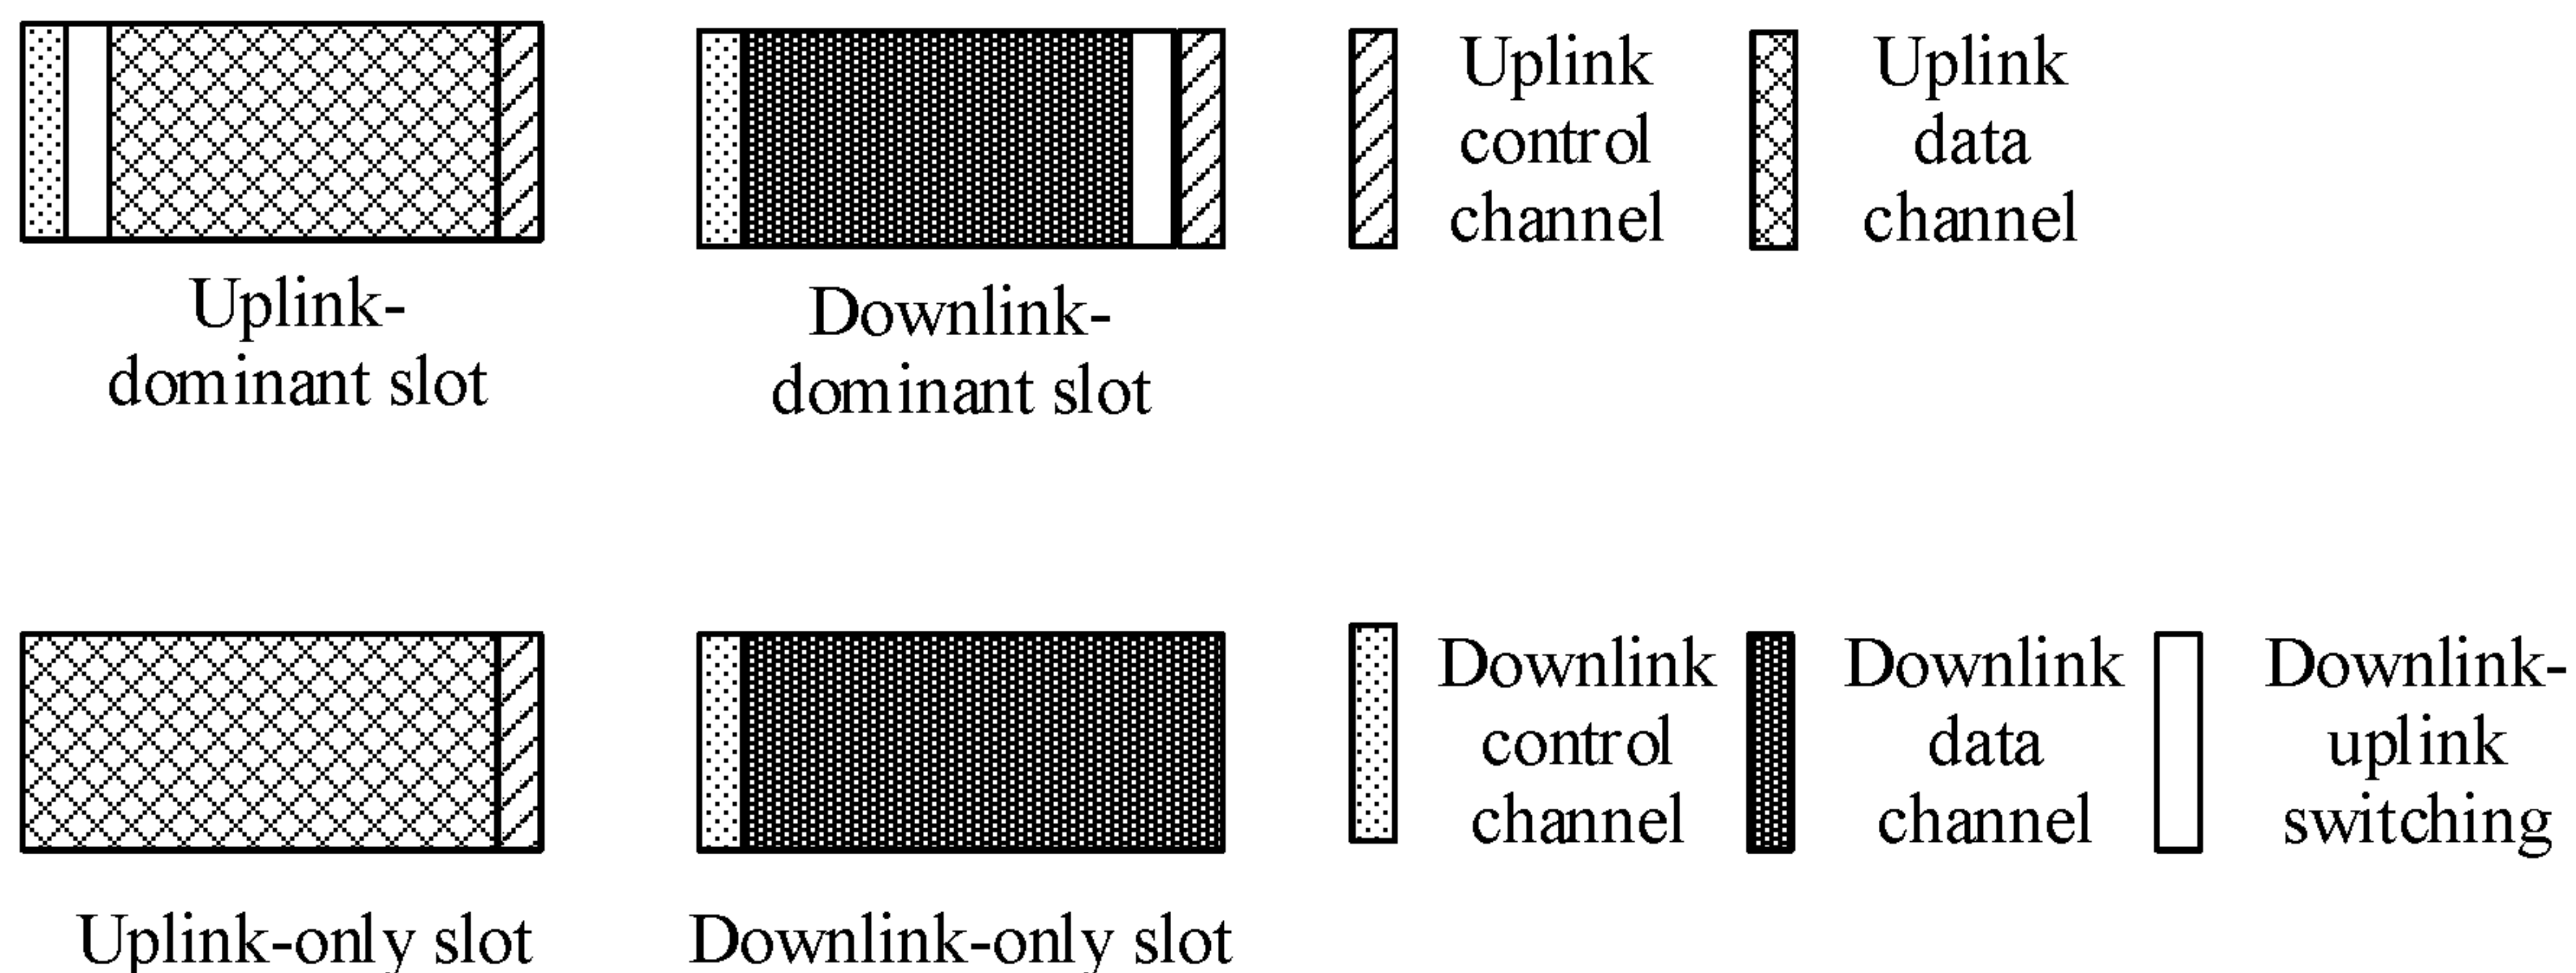 Uplink-
dominant slot
Downlink-
dominant slot
Uplink
control
channel
Uplink
data
channel
Uplink-only slot
Downlink-only slot
Downlink
control
channel
Downlink
data
channel
Downlink-
uplink
switching